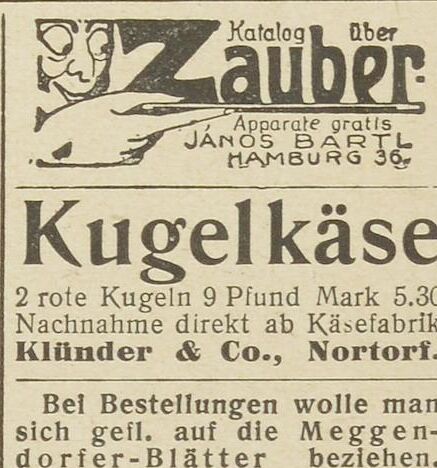 Katalog über
Zauber-
Apparate gratis
JÁNOS BARTL
HAMBURG 36.
Kugelkäse
2 rote Kugeln 9 Pfund Mark 5.30
Nachnahme direkt ab Käsefabrik
Klünder & Co., Nortorf.
Bei Bestellungen wolle man
sich gefl. auf die Meggen-
dorfer-Blätter beziehen.